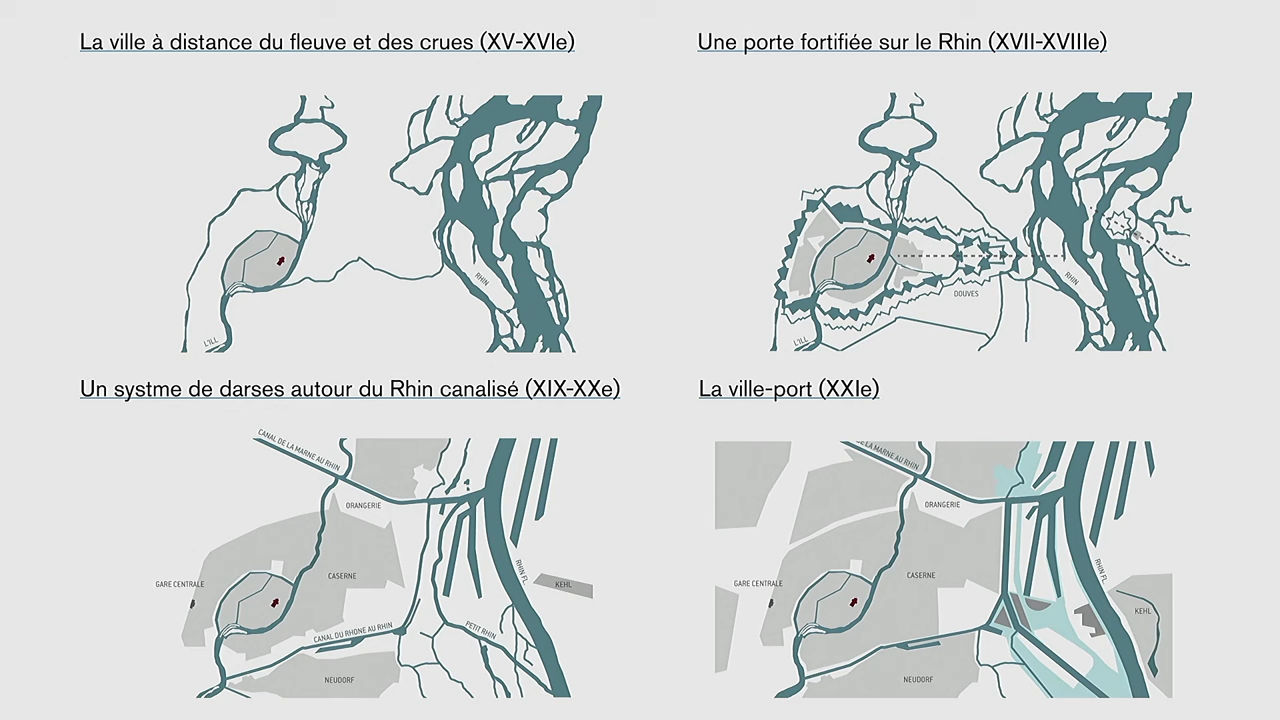 La ville à distance du fleuve et des crues (XV-XVIe)
Une porte fortifiée sur le Rhin (XVII-XVIIIe)
RHIN
L'ILL
RHIN
DOUVES
L'ILL
Un systme de darses autour du Rhin canalisé (XIX-XXe)
La ville-port (XXIe)
CANAL DE LA MARNE AU RHIN
ORANGERIE
GARE CENTRALE
CASERNE
RHIN FL.
KEHL
CANAL DU RHONE AU RHIN
PETIT RHIN
NEUDORF
DE LA MARNE AU RHIN
ORANGERIE
GARE CENTRALE
CASERNE
RHIN FL.
KEHL
NEUDORF